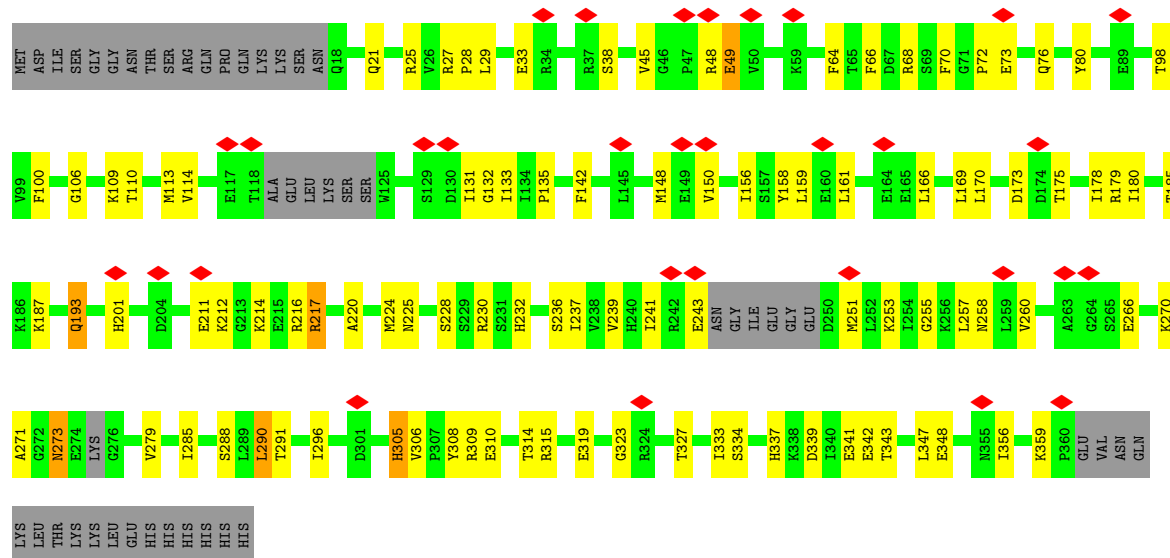 MET ASP ILE SER GLY GLY ASN THR SER ARG GLN PRO GLN LYS LYS SER ASN Q18 Q21 R25 V26 R27 P28 L29 E33 R34 R37 S38 V45 G46 P47 R48 E49 V50 K59 F64 T65 F66 D67 R68 S69 F70 G71 P72 E73 Q76 Y80 E89 T98
V99 F100 G106 K109 T110 M113 V114 E117 T118 ALA GLU LEU LYS SER SER W125 S129 D130 I131 G132 I133 I134 P135 F142 L145 M148 E149 V150 I156 S157 Y158 L159 E160 L161 E164 E165 L166 L169 L170 D173 D174 T175 I178 R179 I180 T185
K186 K187 Q193 H201 D204 E211 K212 G213 K214 E215 R216 R217 A220 M224 N225 S228 S229 R230 S231 H232 S236 I237 V238 V239 H240 I241 R242 E243 ASN GLY ILE GLU GLY GLU D250 M251 L252 K253 I254 G255 K256 L257 N258 L259 V260 A263 G264 S265 E266 K270
A271 G272 N273 E274 LYS G276 V279 I285 S288 L289 L290 T291 I296 D301 H305 V306 P307 Y308 R309 E310 T314 R315 E319 G323 R324 T327 I333 S334 H337 K338 D339 I340 E341 E342 T343 L347 E348 N355 I356 K359 P360 GLU VAL ASN GLN
LYS LEU THR LYS LYS LEU GLU HIS HIS HIS HIS HIS HIS